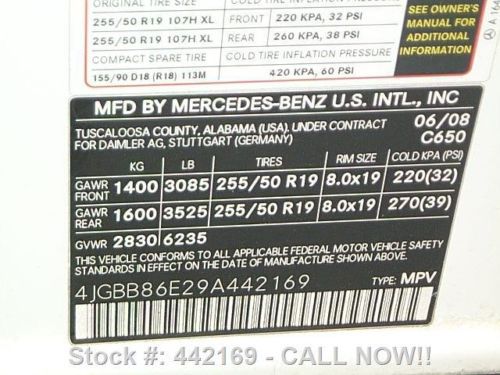 ORIGINAL TIRE SIZE COLD TIRE INFLATION PRESSURE
255/50 R19 107H XL FRONT 220 KPA, 32 PSI
255/50 R19 107H XL REAR 260 KPA, 38 PSI
COMPACT SPARE TIRE COLD TIRE INFLATION PRESSURE
155/90 D18 (R18) 113M 420 KPA, 60 PSI
SEE OWNER'S
MANUAL FOR
ADDITIONAL
INFORMATION
A 164
MFD BY MERCEDES-BENZ U.S. INTL., INC
TUSCALOOSA COUNTY, ALABAMA (USA). UNDER CONTRACT 06/08
FOR DAIMLER AG, STUTTGART (GERMANY) C650
KG LB TIRES RIM SIZE COLD KPA (PSI)
GAWR FRONT 1400 3085 255/50 R19 8.0x19 220(32)
GAWR REAR 1600 3525 255/50 R19 8.0x19 270(39)
GVWR 2830 6235
THIS VEHICLE CONFORMS TO ALL APPLICABLE FEDERAL MOTOR VEHICLE SAFETY
STANDARDS IN EFFECT ON THE DATE OF MANUFACTURE SHOWN ABOVE.
4JGBB86E29A442169 TYPE: MPV
Stock #: 442169 - CALL NOW!!